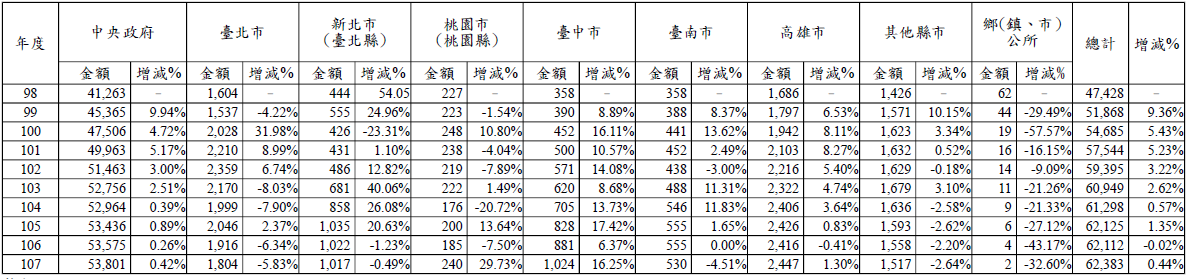 年度 中央政府 臺北市 新北市(臺北縣) 桃園市(桃園縣) 臺中市 臺南市 高雄市 其他縣市 鄉(鎮、市)公所 總計 增減%
金額 增減% 金額 增減% 金額 增減% 金額 增減% 金額 增減% 金額 增減% 金額 增減% 金額 增減% 金額 增減%
98 41,263 – 1,604 – 444 54.05 227 – 358 – 358 – 1,686 – 1,426 – 62 – 47,428 –
99 45,365 9.94% 1,537 -4.22% 555 24.96% 223 -1.54% 390 8.89% 388 8.37% 1,797 6.53% 1,571 10.15% 44 -29.49% 51,868 9.36%
100 47,506 4.72% 2,028 31.98% 426 -23.31% 248 10.80% 452 16.11% 441 13.62% 1,942 8.11% 1,623 3.34% 19 -57.57% 54,685 5.43%
101 49,963 5.17% 2,210 8.99% 431 1.10% 238 -4.04% 500 10.57% 452 2.49% 2,103 8.27% 1,632 0.52% 16 -16.15% 57,544 5.23%
102 51,463 3.00% 2,359 6.74% 486 12.82% 219 -7.89% 571 14.08% 438 -3.00% 2,216 5.40% 1,629 -0.18% 14 -9.09% 59,395 3.22%
103 52,756 2.51% 2,170 -8.03% 681 40.06% 222 1.49% 620 8.68% 488 11.31% 2,322 4.74% 1,679 3.10% 11 -21.26% 60,949 2.62%
104 52,964 0.39% 1,999 -7.90% 858 26.08% 176 -20.72% 705 13.73% 546 11.83% 2,406 3.64% 1,636 -2.58% 9 -21.33% 61,298 0.57%
105 53,436 0.89% 2,046 2.37% 1,035 20.63% 200 13.64% 828 17.42% 555 1.65% 2,426 0.83% 1,593 -2.62% 6 -27.12% 62,125 1.35%
106 53,575 0.26% 1,916 -6.34% 1,022 -1.23% 185 -7.50% 881 6.37% 555 0.00% 2,416 -0.41% 1,558 -2.20% 4 -43.17% 62,112 -0.02%
107 53,801 0.42% 1,804 -5.83% 1,017 -0.49% 240 29.73% 1,024 16.25% 530 -4.51% 2,447 1.30% 1,517 -2.64% 2 -32.60% 62,383 0.44%